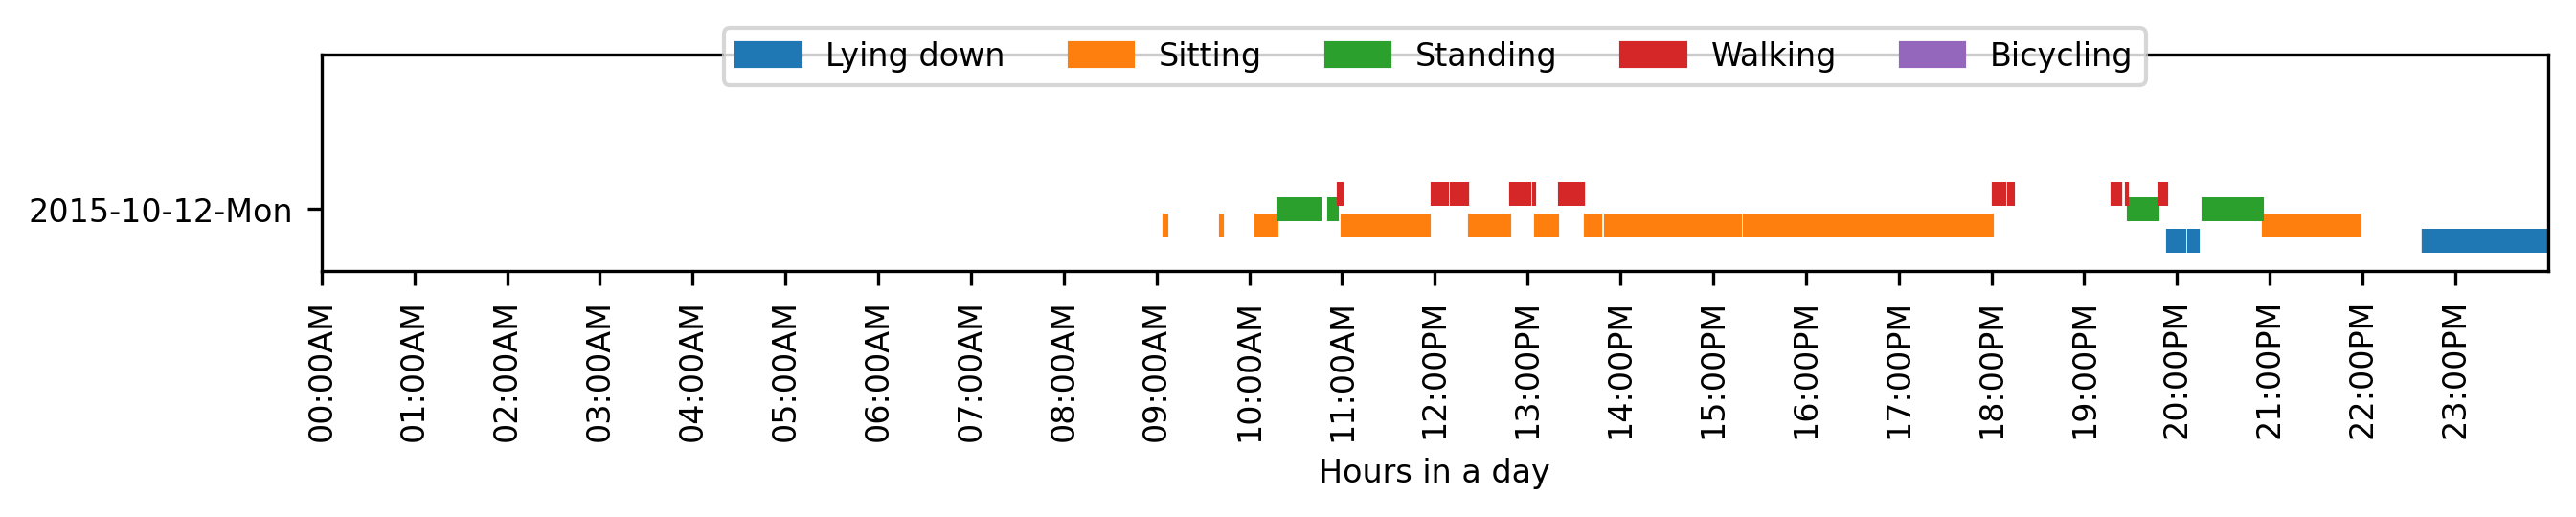 Lying down Sitting Standing Walking Bicycling
2015-10-12-Mon
00:00AM 01:00AM 02:00AM 03:00AM 04:00AM 05:00AM 06:00AM 07:00AM 08:00AM 09:00AM 10:00AM 11:00AM 12:00PM 13:00PM 14:00PM 15:00PM 16:00PM 17:00PM 18:00PM 19:00PM 20:00PM 21:00PM 22:00PM 23:00PM
Hours in a day